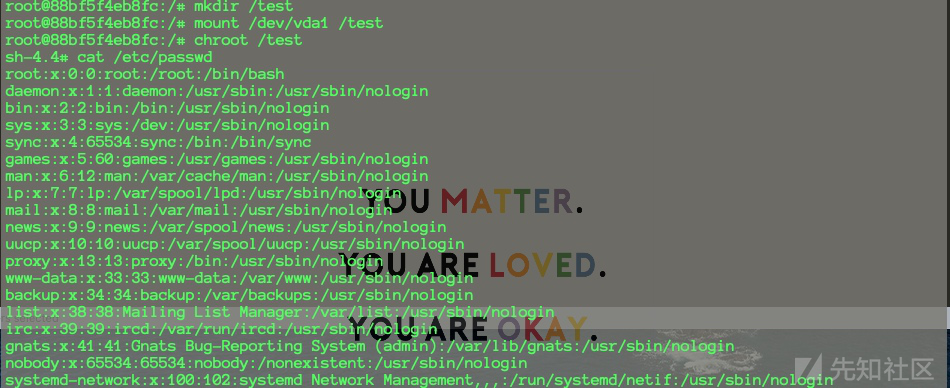 root@88bf5f4eb8fc:/# mkdir /test
root@88bf5f4eb8fc:/# mount /dev/vda1 /test
root@88bf5f4eb8fc:/# chroot /test
sh-4.4# cat /etc/passwd
root:x:0:0:root:/root:/bin/bash
daemon:x:1:1:daemon:/usr/sbin:/usr/sbin/nologin
bin:x:2:2:bin:/bin:/usr/sbin/nologin
sys:x:3:3:sys:/dev:/usr/sbin/nologin
sync:x:4:65534:sync:/bin:/bin/sync
games:x:5:60:games:/usr/games:/usr/sbin/nologin
man:x:6:12:man:/var/cache/man:/usr/sbin/nologin
lp:x:7:7:lp:/var/spool/lpd:/usr/sbin/nologin
YOU MATTER.
mail:x:8:8:mail:/var/mail:/usr/sbin/nologin
news:x:9:9:news:/var/spool/news:/usr/sbin/nologin
uucp:x:10:10:uucp:/var/spool/uucp:/usr/sbin/nologin
proxy:x:13:13:proxy:/bin:/usr/sbin/nologin
YOU ARE LOVED.
www-data:x:33:33:www-data:/var/www:/usr/sbin/nologin
backup:x:34:34:backup:/var/backups:/usr/sbin/nologin
list:x:38:38:Mailing List Manager:/var/list:/usr/sbin/nologin
irc:x:39:39:ircd:/var/run/ircd:/usr/sbin/nologin
YOU ARE OKAY.
gnats:x:41:41:Gnats Bug-Reporting System (admin):/var/lib/gnats:/usr/sbin/nologin
nobody:x:65534:65534:nobody:/nonexistent:/usr/sbin/nologin
systemd-network:x:100:102:systemd Network Management,,,:/run/systemd/netif:/usr/sbin/nologin
先知社区